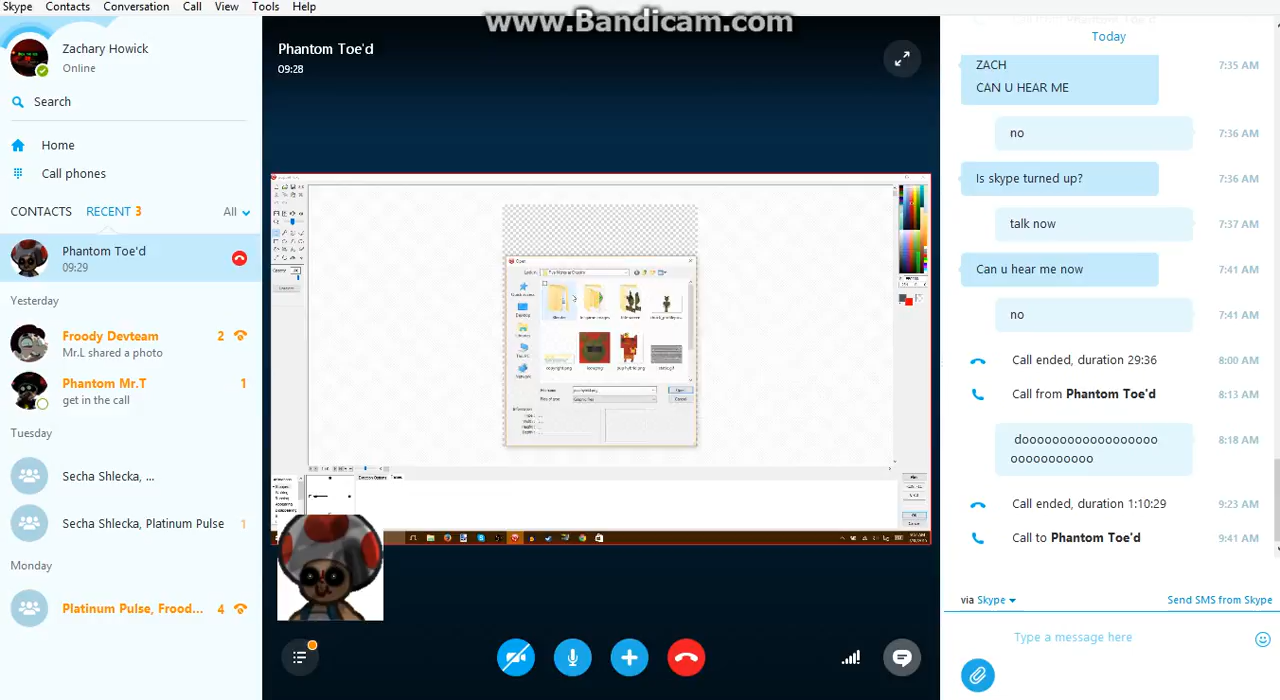 Skype Contacts Conversation Call View Tools Help
www.Bandicam.com
Zachary Howick
Online
Search
Home
Call phones
CONTACTS RECENT 3 All
Phantom Toe'd
09:29
Yesterday
Froody Devteam 2
Mr.L shared a photo
Phantom Mr.T 1
get in the call
Tuesday
Secha Shlecka, ...
Secha Shlecka, Platinum Pulse 1
Monday
Platinum Pulse, Frood... 4
Phantom Toe'd
09:28
Open
Today
ZACH 7:35 AM
CAN U HEAR ME
no 7:36 AM
Is skype turned up? 7:36 AM
talk now 7:37 AM
Can u hear me now 7:41 AM
no 7:41 AM
Call ended, duration 29:36 8:00 AM
Call from Phantom Toe'd 8:13 AM
doooooooooooooooooo 8:18 AM
ooooooooooo
Call ended, duration 1:10:29 9:23 AM
Call to Phantom Toe'd 9:41 AM
via Skype Send SMS from Skype
Type a message here